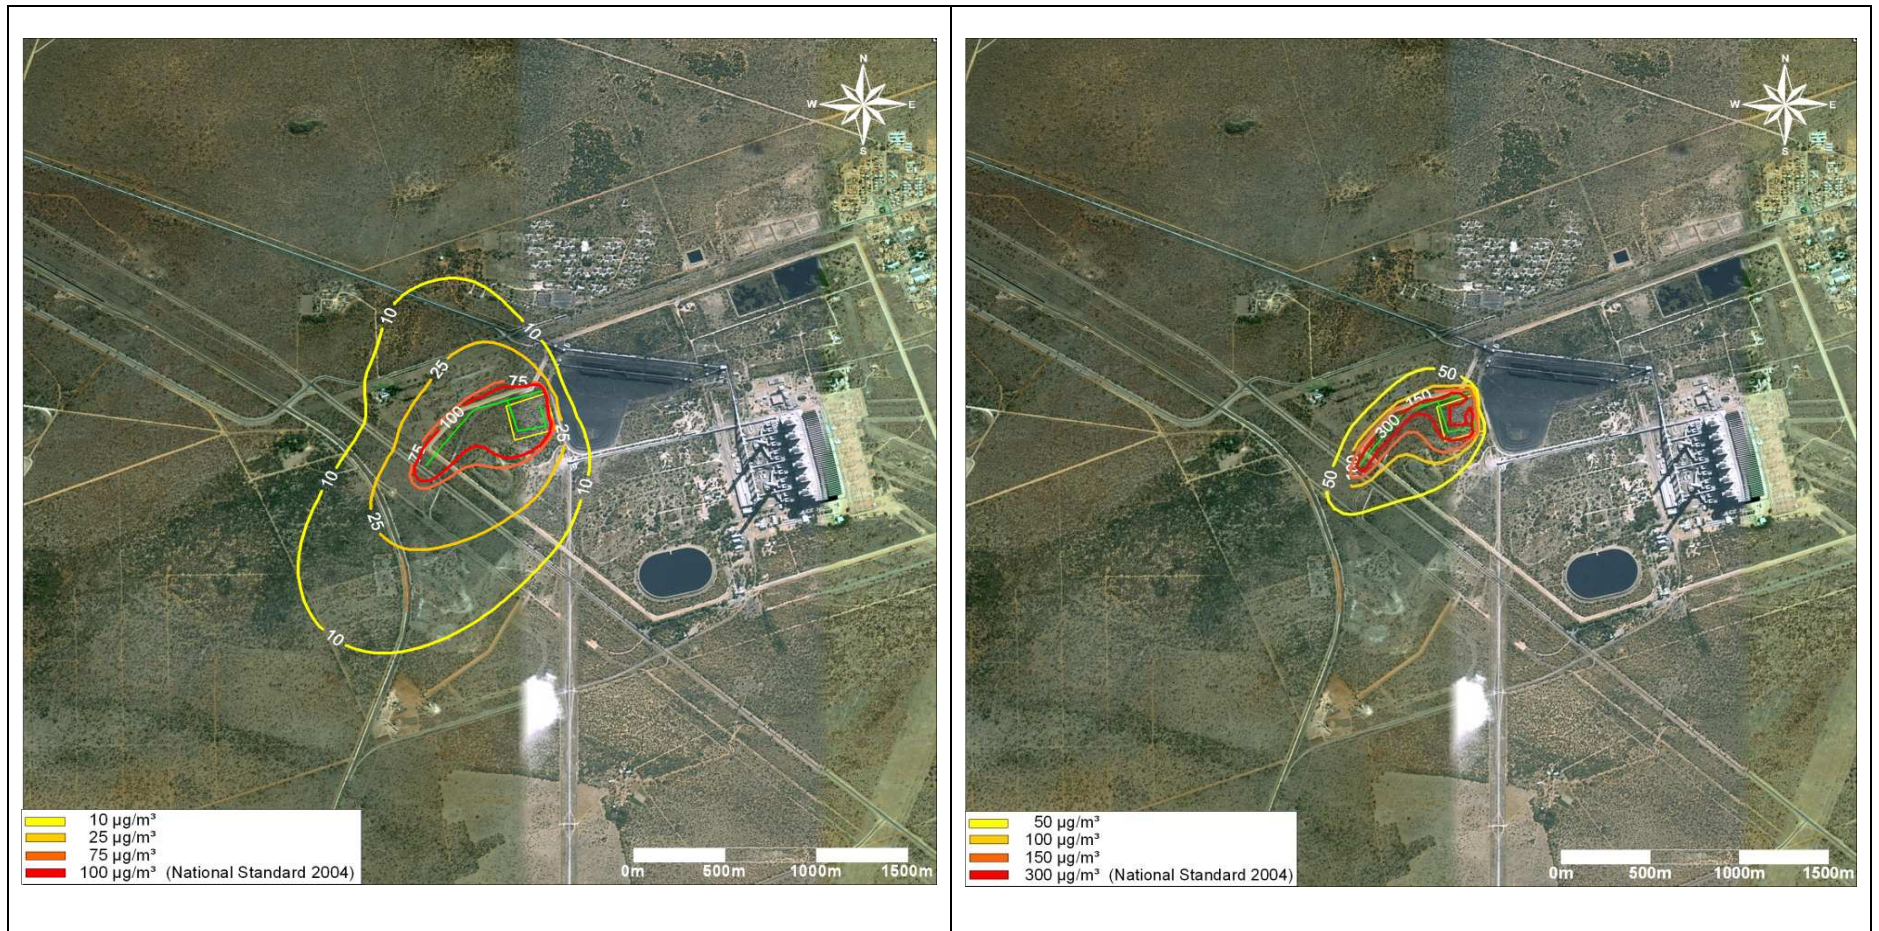 N
W E
S
10
10
25
75
100
75
25
10
10
25
10
10 µg/m³
25 µg/m³
75 µg/m³
100 µg/m³ (National Standard 2004)
0m 500m 1000m 1500m
N
W E
S
50
150
300
50
50 µg/m³
100 µg/m³
150 µg/m³
300 µg/m³ (National Standard 2004)
0m 500m 1000m 1500m